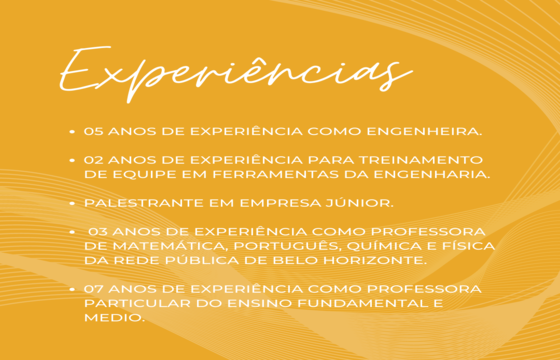 Experiências
• 05 ANOS DE EXPERIÊNCIA COMO ENGENHEIRA.
• 02 ANOS DE EXPERIÊNCIA PARA TREINAMENTO
DE EQUIPE EM FERRAMENTAS DA ENGENHARIA.
• PALESTRANTE EM EMPRESA JÚNIOR.
• 03 ANOS DE EXPERIÊNCIA COMO PROFESSORA
DE MATEMÁTICA, PORTUGUÊS, QUÍMICA E FÍSICA
DA REDE PÚBLICA DE BELO HORIZONTE.
• 07 ANOS DE EXPERIÊNCIA COMO PROFESSORA
PARTICULAR DO ENSINO FUNDAMENTAL E
MEDIO.